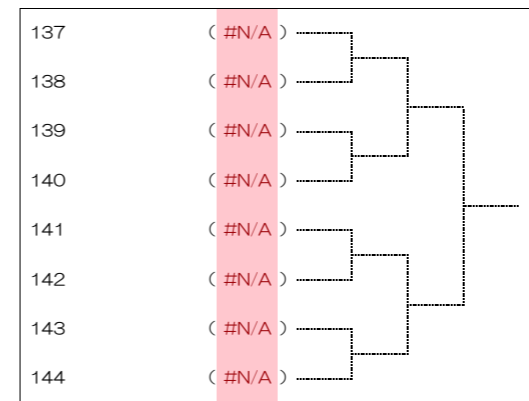 137 ( #N/A )
138 ( #N/A )
139 ( #N/A )
140 ( #N/A )
141 ( #N/A )
142 ( #N/A )
143 ( #N/A )
144 ( #N/A )